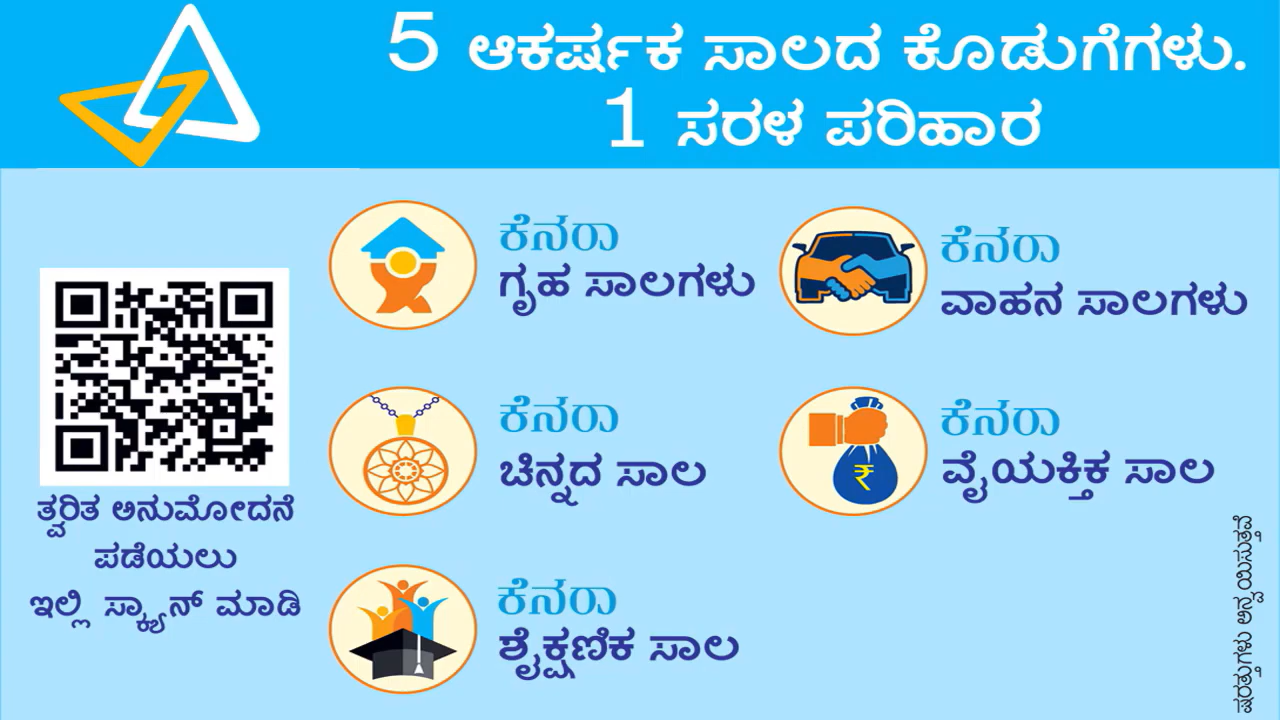 5 ಆಕರ್ಷಕ ಸಾಲದ ಕೊಡುಗೆಗಳು.
1 ಸರಳ ಪರಿಹಾರ
ಕೆನರಾ
ಗೃಹ ಸಾಲಗಳು
ಕೆನರಾ
ವಾಹನ ಸಾಲಗಳು
ಕೆನರಾ
ಚಿನ್ನದ ಸಾಲ
ಕೆನರಾ
ವೈಯಕ್ತಿಕ ಸಾಲ
₹
ಕೆನರಾ
ಶೈಕ್ಷಣಿಕ ಸಾಲ
ತ್ವರಿತ ಅನುಮೋದನೆ
ಪಡೆಯಲು
ಇಲ್ಲಿ ಸ್ಕ್ಯಾನ್ ಮಾಡಿ
ಷರತ್ತುಗಳು ಅನ್ವಯಿಸುತ್ತವೆ